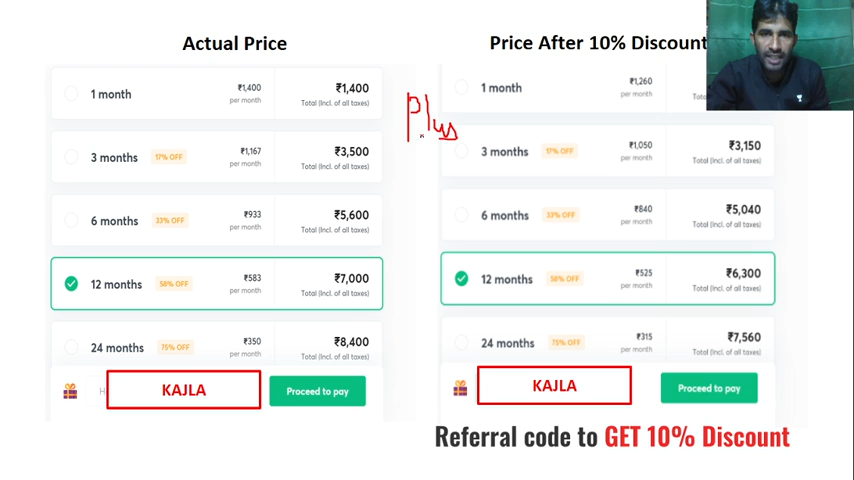 Actual Price
1 month ₹1,400 per month ₹1,400 Total (Incl. of all taxes)
3 months 17% OFF ₹1,167 per month ₹3,500 Total (Incl. of all taxes)
6 months 33% OFF ₹933 per month ₹5,600 Total (Incl. of all taxes)
12 months 50% OFF ₹583 per month ₹7,000 Total (Incl. of all taxes)
24 months 75% OFF ₹350 per month ₹8,400 Total (Incl. of all taxes)
KAJLA Proceed to pay
Plus
Price After 10% Discount
1 month ₹1,260 per month Total (Incl. of all taxes)
3 months 17% OFF ₹1,050 per month ₹3,150 Total (Incl. of all taxes)
6 months 33% OFF ₹840 per month ₹5,040 Total (Incl. of all taxes)
12 months 50% OFF ₹525 per month ₹6,300 Total (Incl. of all taxes)
24 months 75% OFF ₹315 per month ₹7,560 Total (Incl. of all taxes)
KAJLA Proceed to pay
Referral code to GET 10% Discount